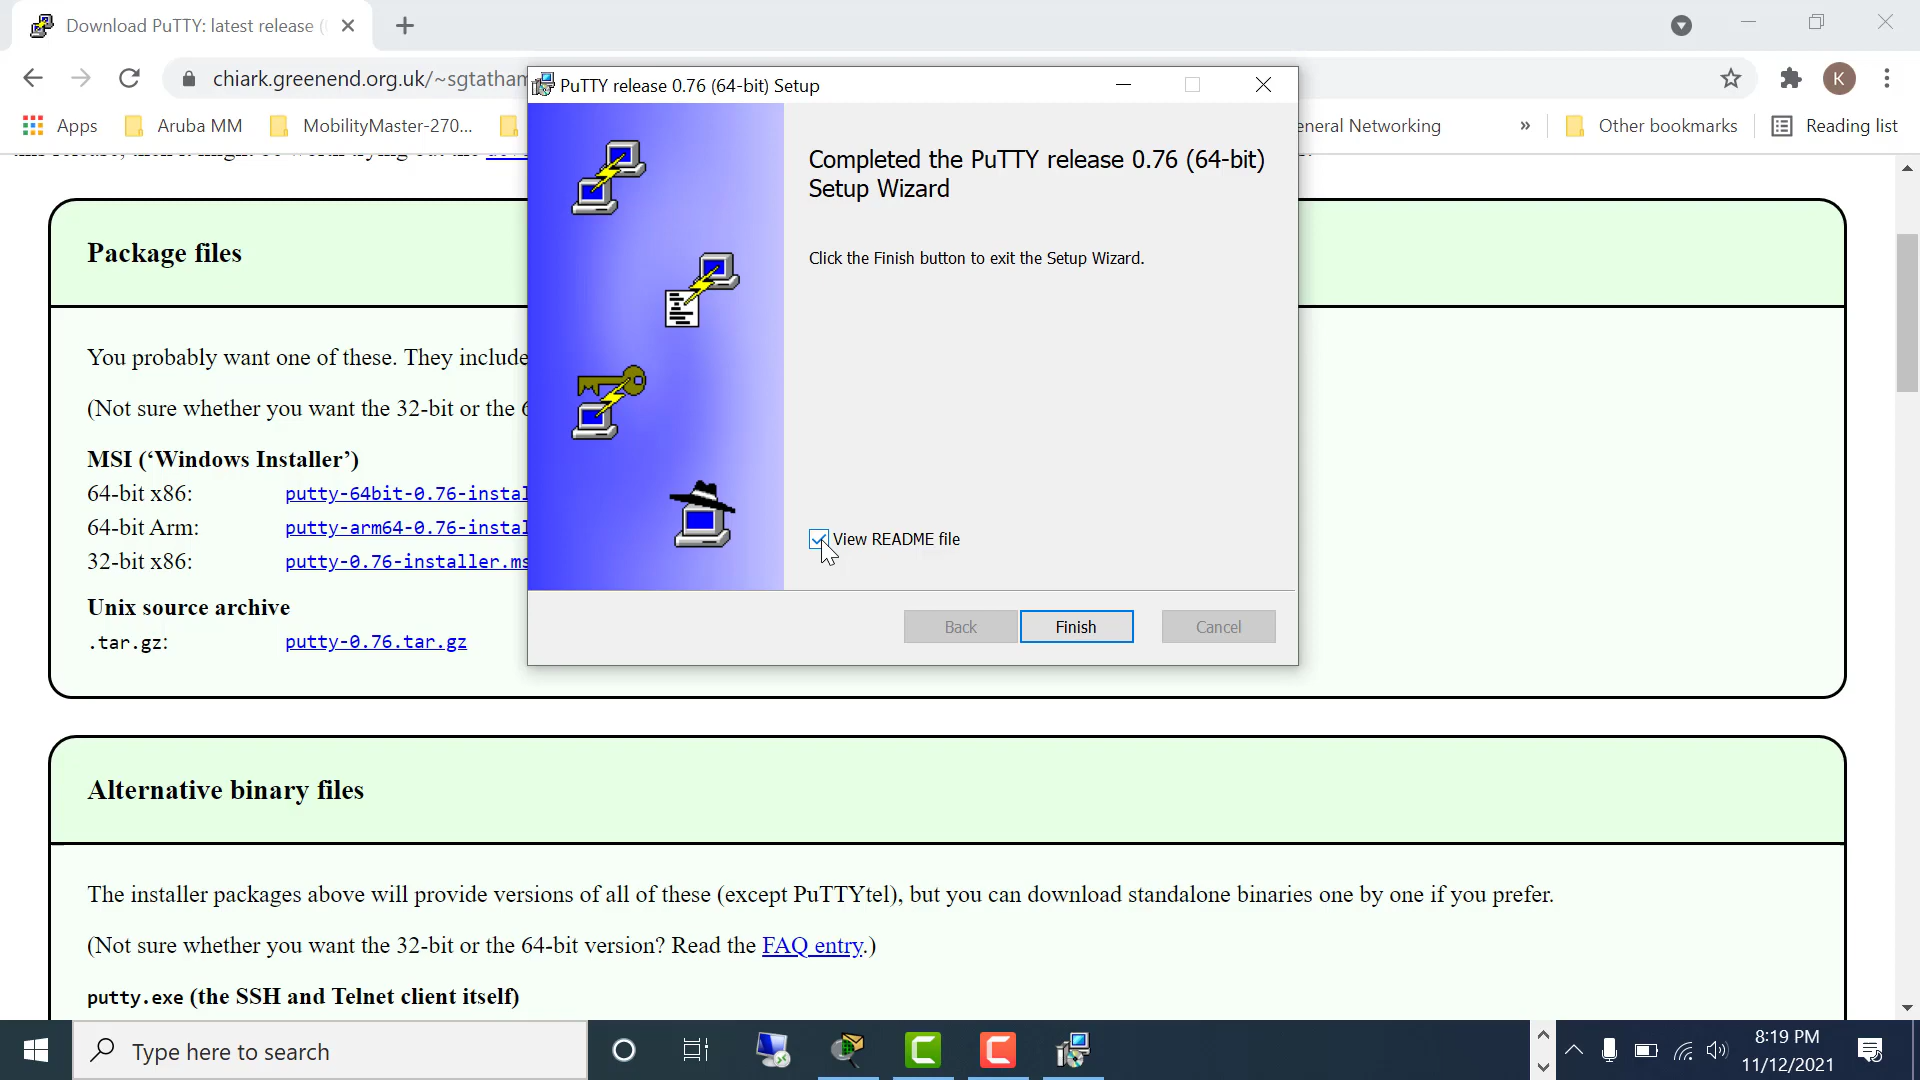 Download PuTTY: latest release (
chiark.greenend.org.uk/~sgtatham
K
Apps
Aruba MM
MobilityMaster-270...
eneral Networking
»
Other bookmarks
Reading list
PuTTY release 0.76 (64-bit) Setup
Completed the PuTTY release 0.76 (64-bit)
Setup Wizard
Click the Finish button to exit the Setup Wizard.
View README file
Back
Finish
Cancel
Package files
You probably want one of these. They include
(Not sure whether you want the 32-bit or the 6
MSI (‘Windows Installer’)
64-bit x86: putty-64bit-0.76-instal
64-bit Arm: putty-arm64-0.76-instal
32-bit x86: putty-0.76-installer.ms
Unix source archive
.tar.gz: putty-0.76.tar.gz
Alternative binary files
The installer packages above will provide versions of all of these (except PuTTYtel), but you can download standalone binaries one by one if you prefer.
(Not sure whether you want the 32-bit or the 64-bit version? Read the FAQ entry.)
putty.exe (the SSH and Telnet client itself)
Type here to search
8:19 PM
11/12/2021